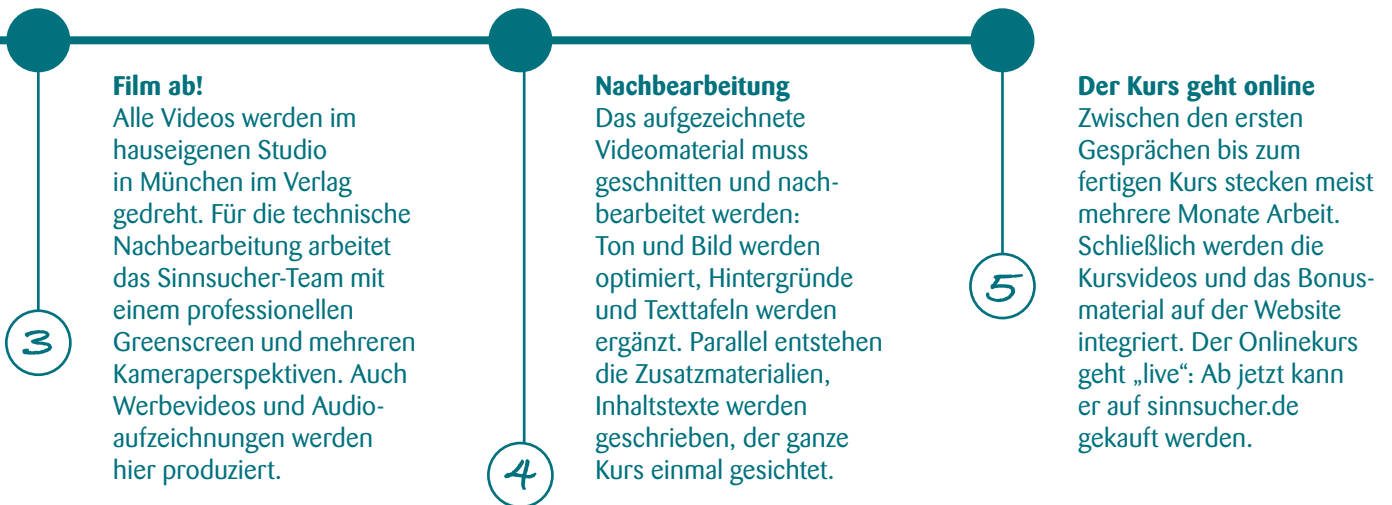 3
Film ab!
Alle Videos werden im
hauseigenen Studio
in München im Verlag
gedreht. Für die technische
Nachbearbeitung arbeitet
das Sinnsucher-Team mit
einem professionellen
Greenscreen und mehreren
Kameraperspektiven. Auch
Werbevideos und Audio-
aufzeichnungen werden
hier produziert.
4
Nachbearbeitung
Das aufgezeichnete
Videomaterial muss
geschnitten und nach-
bearbeitet werden:
Ton und Bild werden
optimiert, Hintergründe
und Texttafeln werden
ergänzt. Parallel entstehen
die Zusatzmaterialien,
Inhaltstexte werden
geschrieben, der ganze
Kurs einmal gesichtet.
5
Der Kurs geht online
Zwischen den ersten
Gesprächen bis zum
fertigen Kurs stecken meist
mehrere Monate Arbeit.
Schließlich werden die
Kursvideos und das Bonus-
material auf der Website
integriert. Der Onlinekurs
geht „live“: Ab jetzt kann
er auf sinnsucher.de
gekauft werden.